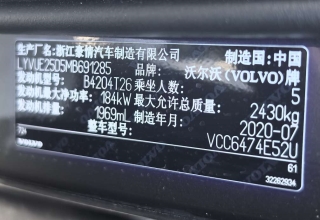 生产厂名:浙江豪情汽车制造有限公司 制造国:中国
LYVUE25D5MB691285 品牌: 沃尔沃(VOLVO)牌
发动机型号 B4204T26 乘坐人数: 5
发动机最大净功率: 184kW 最大允许总质量: 2430kg
发动机排量 1969mL 制造年月: 2020-07
整车型号: VCC6474E52U
61
VOLVO
32262934